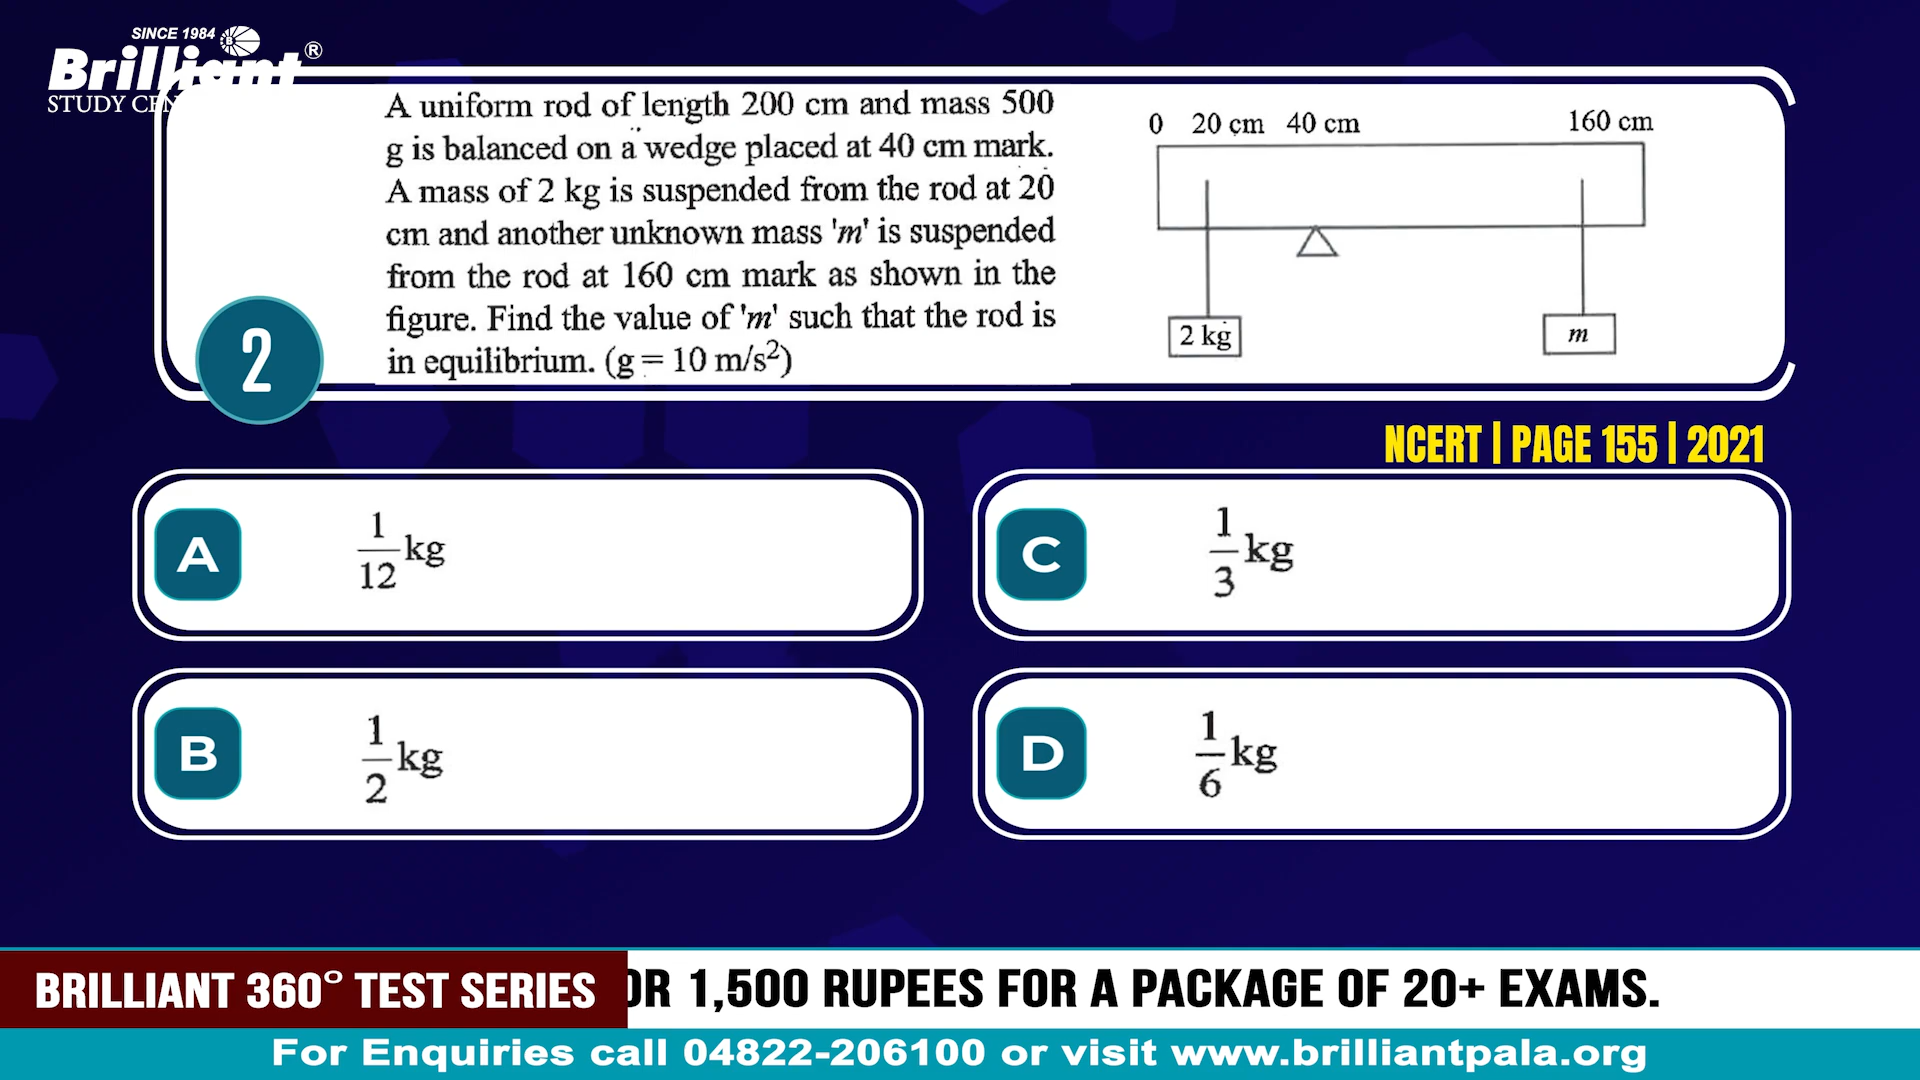 SINCE 1984
Brilliant®
STUDY CEN
A uniform rod of length 200 cm and mass 500
g is balanced on a wedge placed at 40 cm mark.
A mass of 2 kg is suspended from the rod at 20
cm and another unknown mass 'm' is suspended
from the rod at 160 cm mark as shown in the
figure. Find the value of 'm' such that the rod is
in equilibrium. (g = 10 m/s²)
0 20 cm 40 cm 160 cm
2 kg
m
2
NCERT | PAGE 155 | 2021
A 1/12 kg
C 1/3 kg
B 1/2 kg
D 1/6 kg
BRILLIANT 360° TEST SERIES
OR 1,500 RUPEES FOR A PACKAGE OF 20+ EXAMS.
For Enquiries call 04822-206100 or visit www.brilliantpala.org